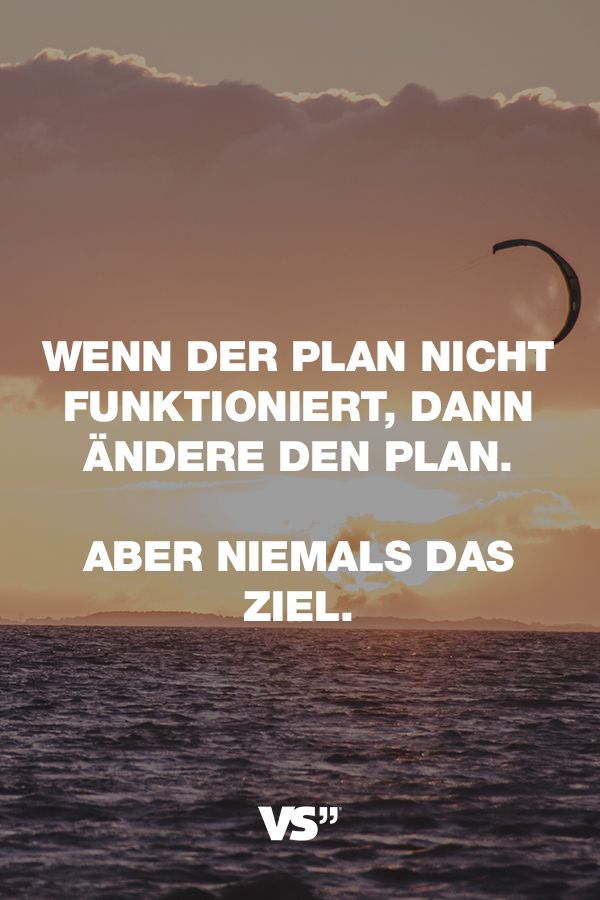 WENN DER PLAN NICHT
FUNKTIONIERT, DANN
ÄNDERE DEN PLAN.
ABER NIEMALS DAS
ZIEL.
VS”